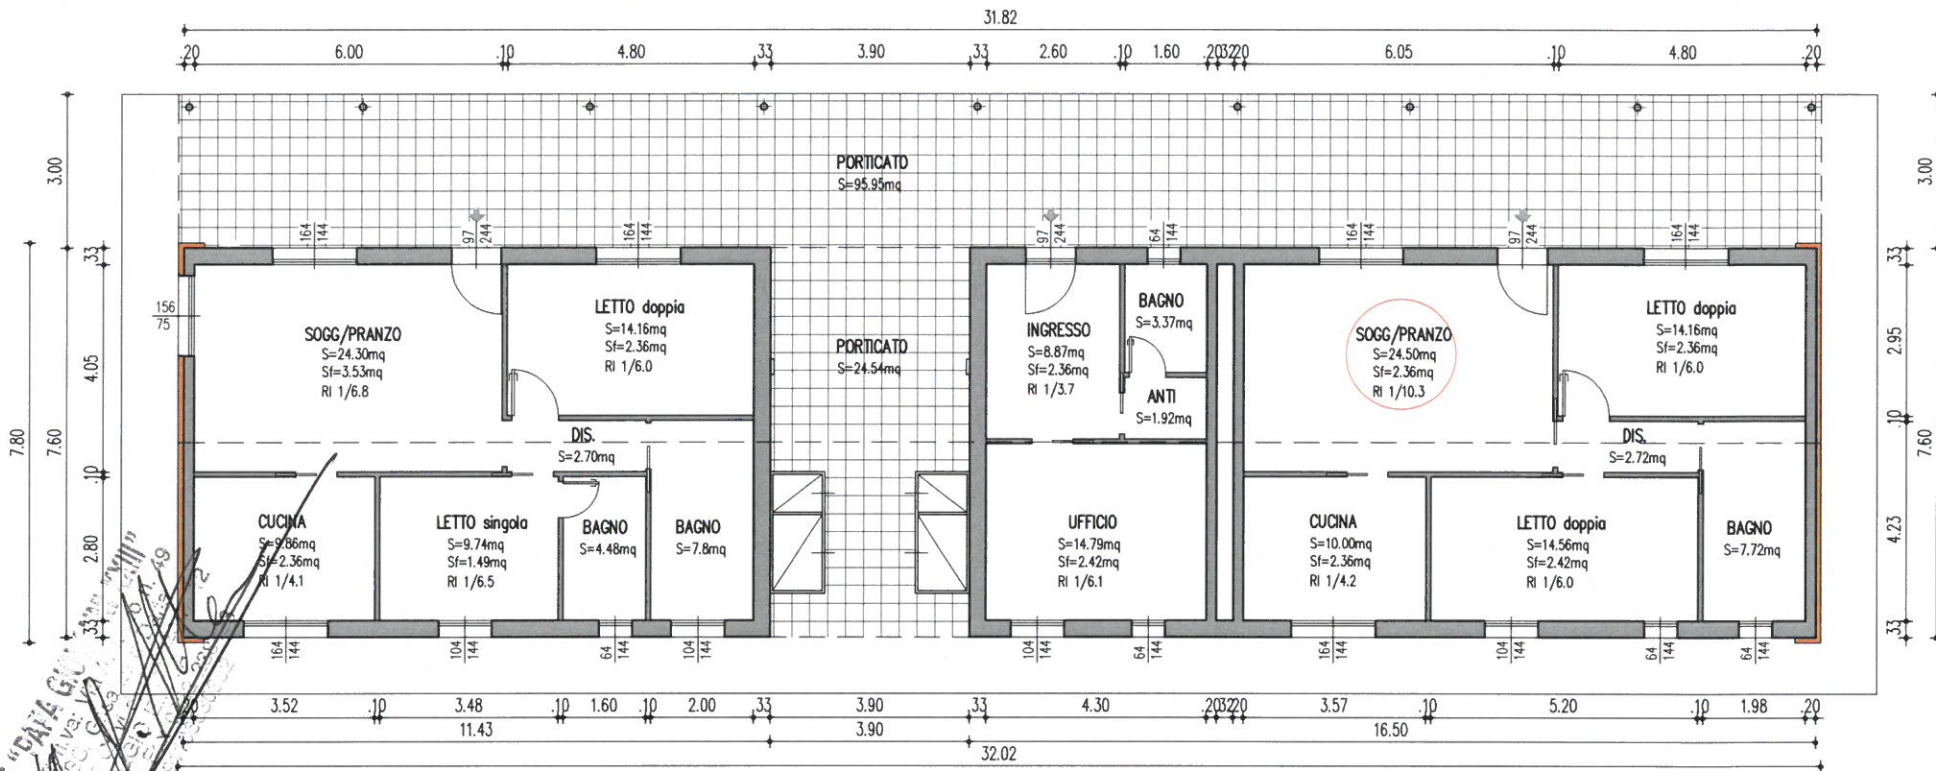 31.82
.20 6.00 .10 4.80 .33 3.90 .33 2.60 .10 1.60 .20 .32 .20 6.05 .10 4.80 .20
3.00
3.00
PORTICATO
S=95.95mq
164 144
97 244
164 144
97 244
64 144
164 144
97 244
164 144
33
33
156
75
SOGG/PRANZO
S=24.30mq
Sf=3.53mq
RI 1/6.8
LETTO doppia
S=14.16mq
Sf=2.36mq
RI 1/6.0
PORTICATO
S=24.54mq
INGRESSO
S=8.87mq
Sf=2.36mq
RI 1/3.7
BAGNO
S=3.37mq
ANTI
S=1.92mq
SOGG/PRANZO
S=24.50mq
Sf=2.36mq
RI 1/10.3
LETTO doppia
S=14.16mq
Sf=2.36mq
RI 1/6.0
4.05
2.95
7.80
7.60
7.60
.10
.10
DIS.
S=2.70mq
DIS.
S=2.72mq
CUCINA
S=9.86mq
Sf=2.36mq
RI 1/4.1
LETTO singola
S=9.74mq
Sf=1.49mq
RI 1/6.5
BAGNO
S=4.48mq
BAGNO
S=7.8mq
UFFICIO
S=14.79mq
Sf=2.42mq
RI 1/6.1
CUCINA
S=10.00mq
Sf=2.36mq
RI 1/4.2
LETTO doppia
S=14.56mq
Sf=2.42mq
RI 1/6.0
BAGNO
S=7.72mq
2.80
4.23
33
33
164 144
104 144
64 144
104 144
104 144
64 144
164 144
104 144
64 144
64 144
3.52 .10 3.48 .10 1.60 .10 2.00 .33 3.90 .33 4.30 .20 .32 .20 3.57 .10 5.20 .10 1.98 .20
11.43 3.90 16.50
32.02